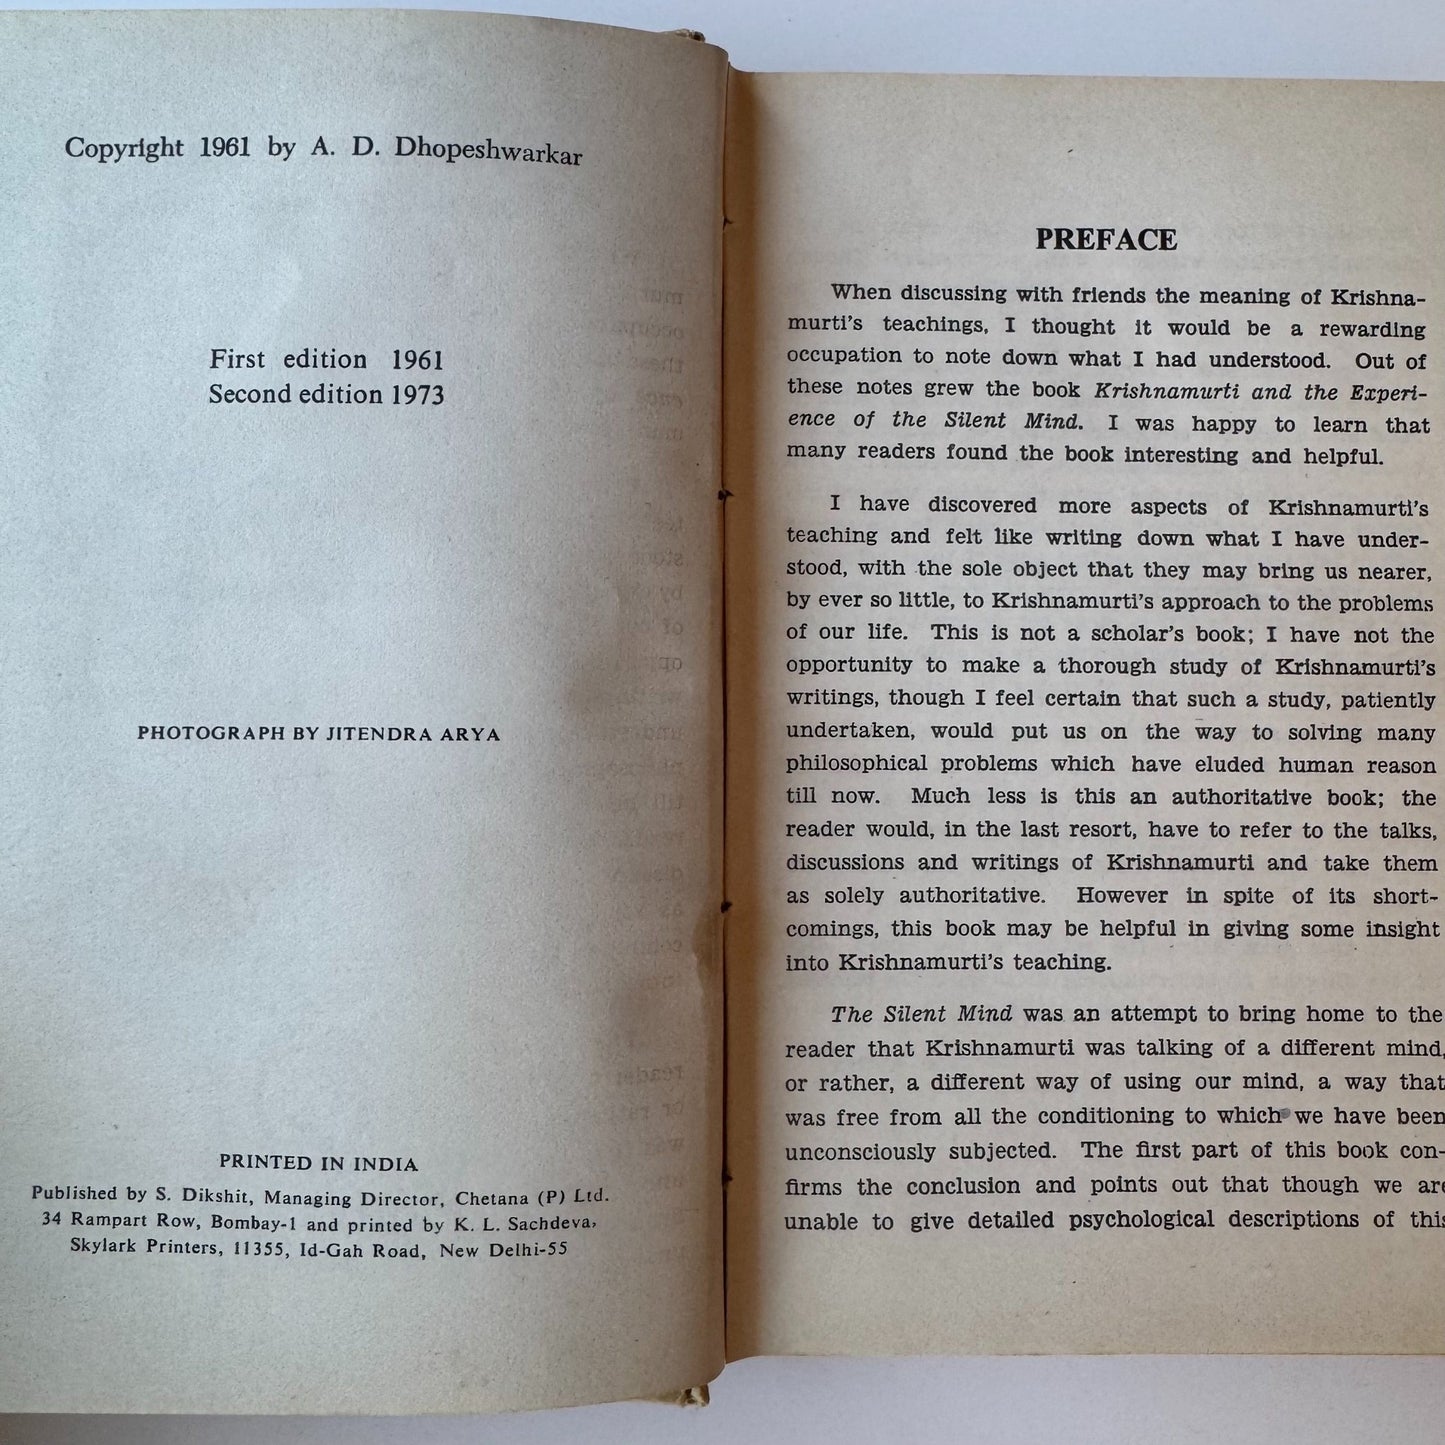 Copyright 1961 by A. D. Dhopeshwarkar
First edition 1961
Second edition 1973
PHOTOGRAPH BY JITENDRA ARYA
PRINTED IN INDIA
Published by S. Dikshit, Managing Director, Chetana (P) Ltd.
34 Rampart Row, Bombay-1 and printed by K. L. Sachdeva,
Skylark Printers, 11355, Id-Gah Road, New Delhi-55
PREFACE
When discussing with friends the meaning of Krishna-
murti's teachings, I thought it would be a rewarding
occupation to note down what I had understood. Out of
these notes grew the book Krishnamurti and the Experi-
ence of the Silent Mind. I was happy to learn that
many readers found the book interesting and helpful.
I have discovered more aspects of Krishnamurti's
teaching and felt like writing down what I have under-
stood, with the sole object that they may bring us nearer,
by ever so little, to Krishnamurti's approach to the problems
of our life. This is not a scholar's book; I have not the
opportunity to make a thorough study of Krishnamurti's
writings, though I feel certain that such a study, patiently
undertaken, would put us on the way to solving many
philosophical problems which have eluded human reason
till now. Much less is this an authoritative book; the
reader would, in the last resort, have to refer to the talks,
discussions and writings of Krishnamurti and take them
as solely authoritative. However in spite of its short-
comings, this book may be helpful in giving some insight
into Krishnamurti's teaching.
The Silent Mind was an attempt to bring home to the
reader that Krishnamurti was talking of a different mind,
or rather, a different way of using our mind, a way that
was free from all the conditioning to which we have been
unconsciously subjected. The first part of this book con-
firms the conclusion and points out that though we are
unable to give detailed psychological descriptions of this